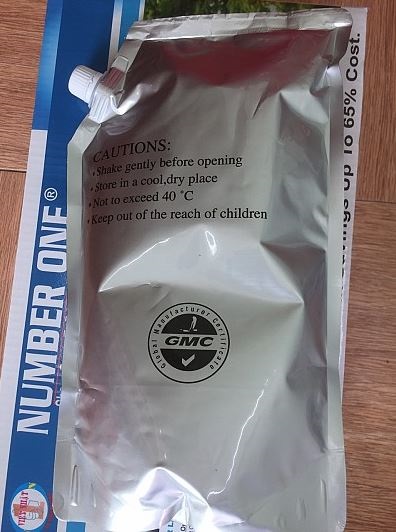 CAUTIONS:
• Shake gently before opening
• Store in a cool,dry place
• Not to exceed 40 °C
• Keep out of the reach of children
Global Manufacturer Certificate
GMC
NUMBER ONE®
Up To 65% Cost.